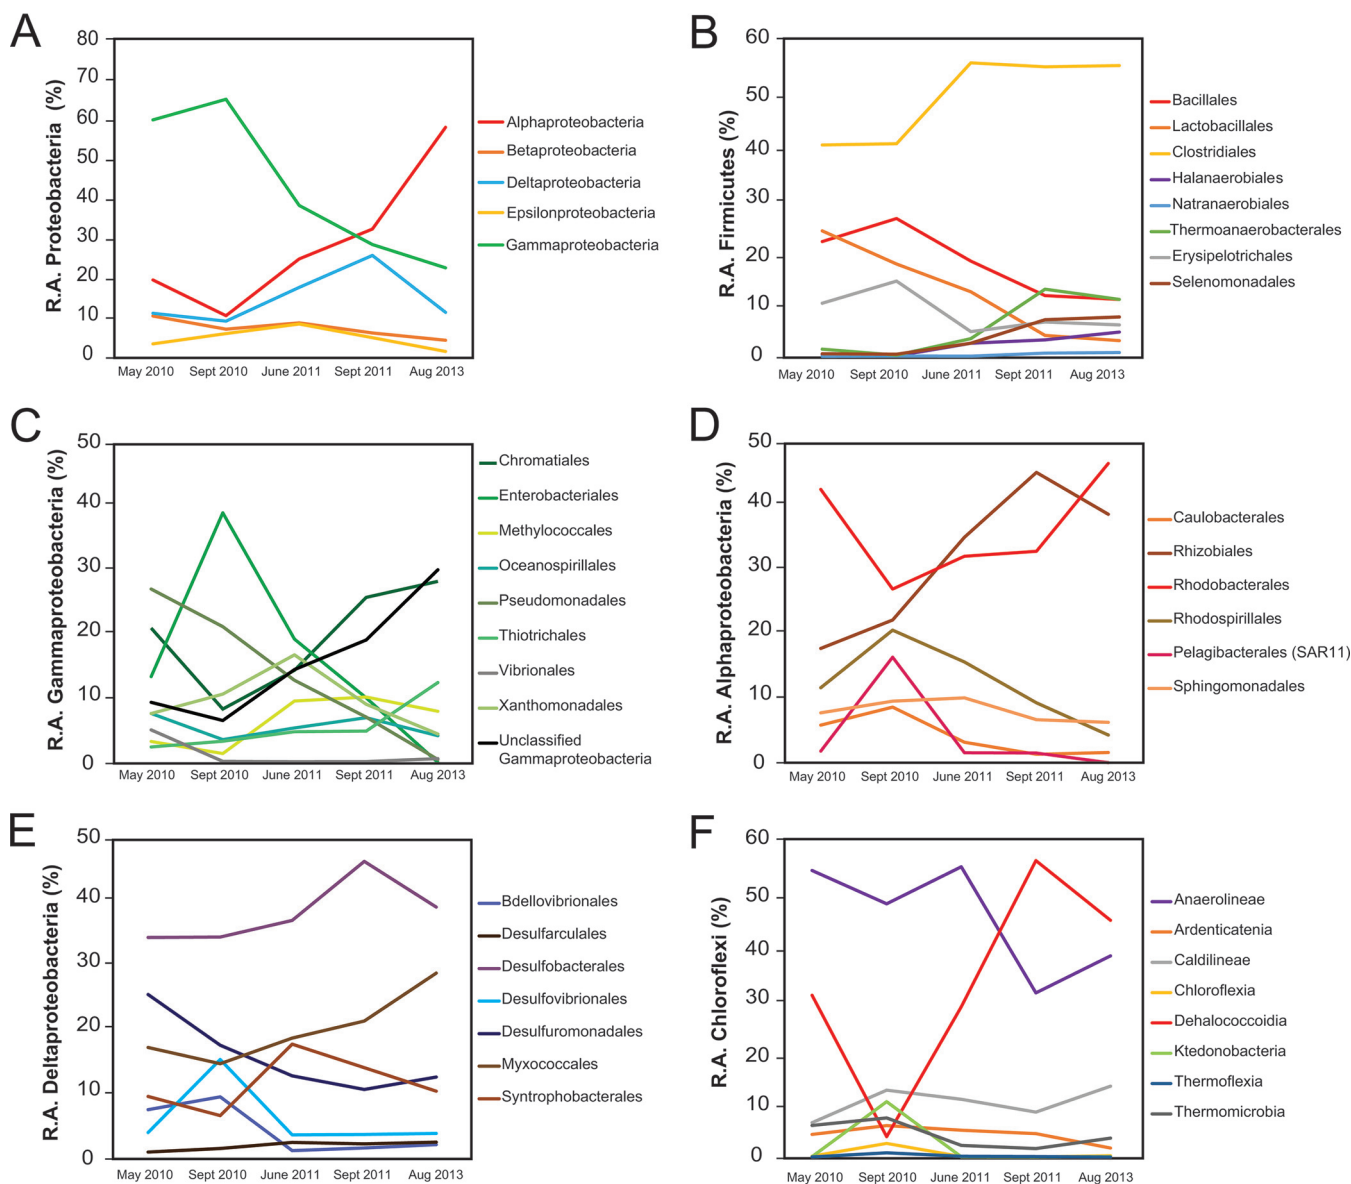 A
R.A. Proteobacteria (%)
80
70
60
50
40
30
20
10
0
May 2010
Sept 2010
June 2011
Sept 2011
Aug 2013
Alphaproteobacteria
Betaproteobacteria
Deltaproteobacteria
Epsilonproteobacteria
Gammaproteobacteria
B
R.A. Firmicutes (%)
60
50
40
30
20
10
0
May 2010
Sept 2010
June 2011
Sept 2011
Aug 2013
Bacillales
Lactobacillales
Clostridiales
Halanaerobiales
Natranaerobiales
Thermoanaerobacterales
Erysipelotrichales
Selenomonadales
C
R.A. Gammaproteobacteria (%)
50
40
30
20
10
0
May 2010
Sept 2010
June 2011
Sept 2011
Aug 2013
Chromatiales
Enterobacteriales
Methylococcales
Oceanospirillales
Pseudomonadales
Thiotrichales
Vibrionales
Xanthomonadales
Unclassified
Gammaproteobacteria
D
R.A. Alphaproteobacteria (%)
50
40
30
20
10
0
May 2010
Sept 2010
June 2011
Sept 2011
Aug 2013
Caulobacterales
Rhizobiales
Rhodobacterales
Rhodospirillales
Pelagibacterales (SAR11)
Sphingomonadales
E
R.A. Deltaproteobacteria (%)
50
40
30
20
10
0
May 2010
Sept 2010
June 2011
Sept 2011
Aug 2013
Bdellovibrionales
Desulfarculales
Desulfobacterales
Desulfovibrionales
Desulfuromonadales
Myxococcales
Syntrophobacterales
F
R.A. Chloroflexi (%)
60
50
40
30
20
10
0
May 2010
Sept 2010
June 2011
Sept 2011
Aug 2013
Anaerolineae
Ardenticatenia
Caldilineae
Chloroflexia
Dehalococcoidia
Ktedonobacteria
Thermoflexia
Thermomicrobia